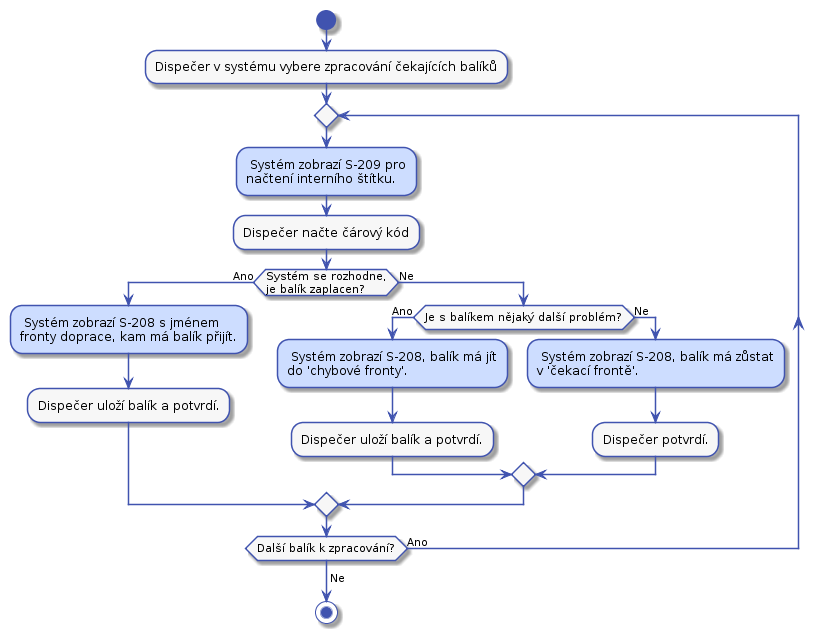 Dispečer v systému vybere zpracování čekajících balíků
Systém zobrazí S-209 pro
načtení interního štítku.
Dispečer načte čárový kód
Systém se rozhodne,
je balík zaplacen?
Ano
Ne
Systém zobrazí S-208 s jménem
fronty doprace, kam má balík přijít.
Dispečer uloží balík a potvrdí.
Je s balíkem nějaký další problém?
Ano
Ne
Systém zobrazí S-208, balík má jít
do 'chybové fronty'.
Dispečer uloží balík a potvrdí.
Systém zobrazí S-208, balík má zůstat
v 'čekací frontě'.
Dispečer potvrdí.
Další balík k zpracování?
Ano
Ne